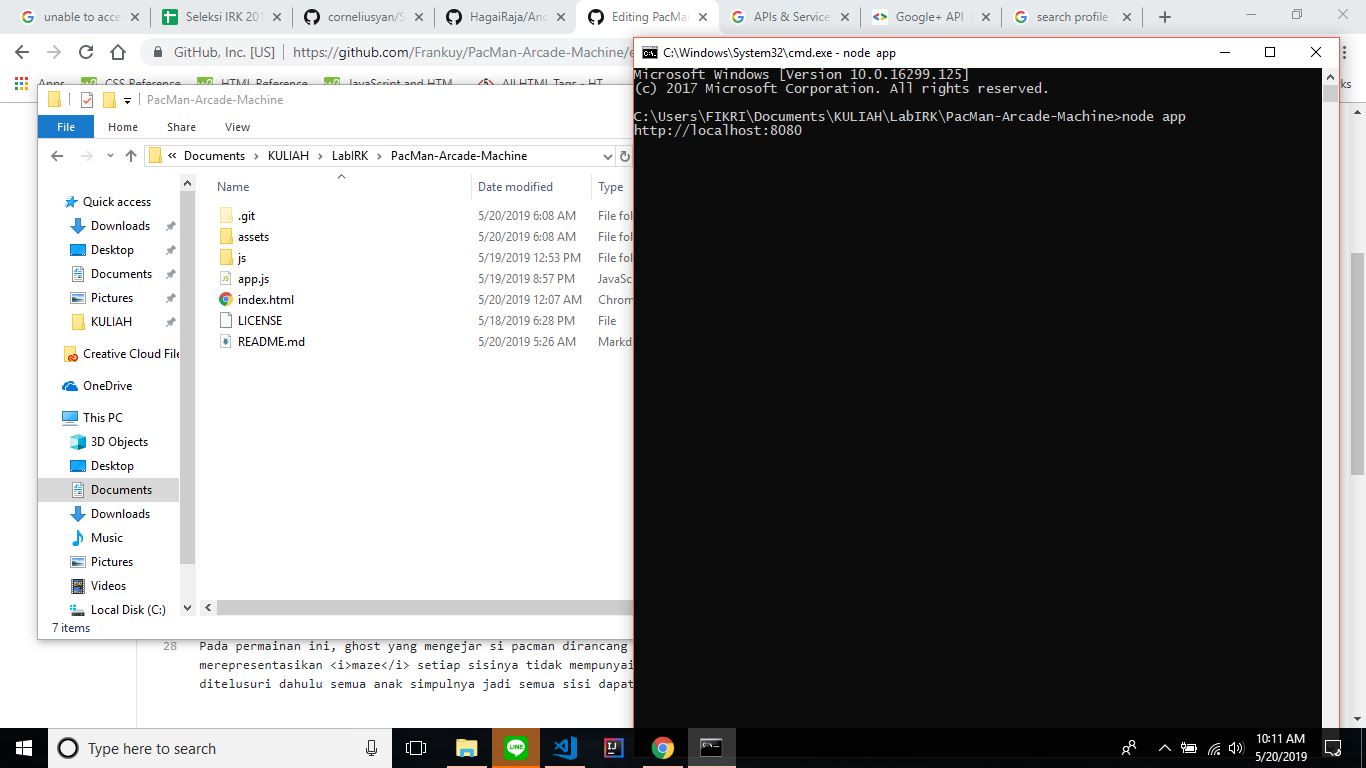 unable to acce
Seleksi IRK 201
corneliusyan/S
HagaiRaja/Anc
Editing PacMa
APIs & Service
Google+ API
search profile
GitHub, Inc. [US]
https://github.com/Frankuy/PacMan-Arcade-Machine/e
Apps
CSS Reference
HTML Reference
JavaScript and HTM
All HTML Tags - HT
ks
PacMan-Arcade-Machine
File
Home
Share
View
« Documents > KULIAH > LabIRK > PacMan-Arcade-Machine
Name
Date modified
Type
Quick access
Downloads
Desktop
Documents
Pictures
KULIAH
Creative Cloud File
OneDrive
This PC
3D Objects
Desktop
Documents
Downloads
Music
Pictures
Videos
Local Disk (C:)
.git 5/20/2019 6:08 AM File fol
assets 5/20/2019 6:08 AM File fol
js 5/19/2019 12:53 PM File fol
app.js 5/19/2019 8:57 PM JavaSc
index.html 5/20/2019 12:07 AM Chrom
LICENSE 5/18/2019 6:28 PM File
README.md 5/20/2019 5:26 AM Markd
7 items
C:\Windows\System32\cmd.exe - node app
Microsoft Windows [Version 10.0.16299.125]
(c) 2017 Microsoft Corporation. All rights reserved.
C:\Users\FIKRI\Documents\KULIAH\LabIRK\PacMan-Arcade-Machine>node app
http://localhost:8080
28 Pada permainan ini, ghost yang mengejar si pacman dirancang
merepresentasikan <i>maze</i> setiap sisinya tidak mempunyai
ditelusuri dahulu semua anak simpulnya jadi semua sisi dapat
Type here to search
LINE
10:11 AM
5/20/2019